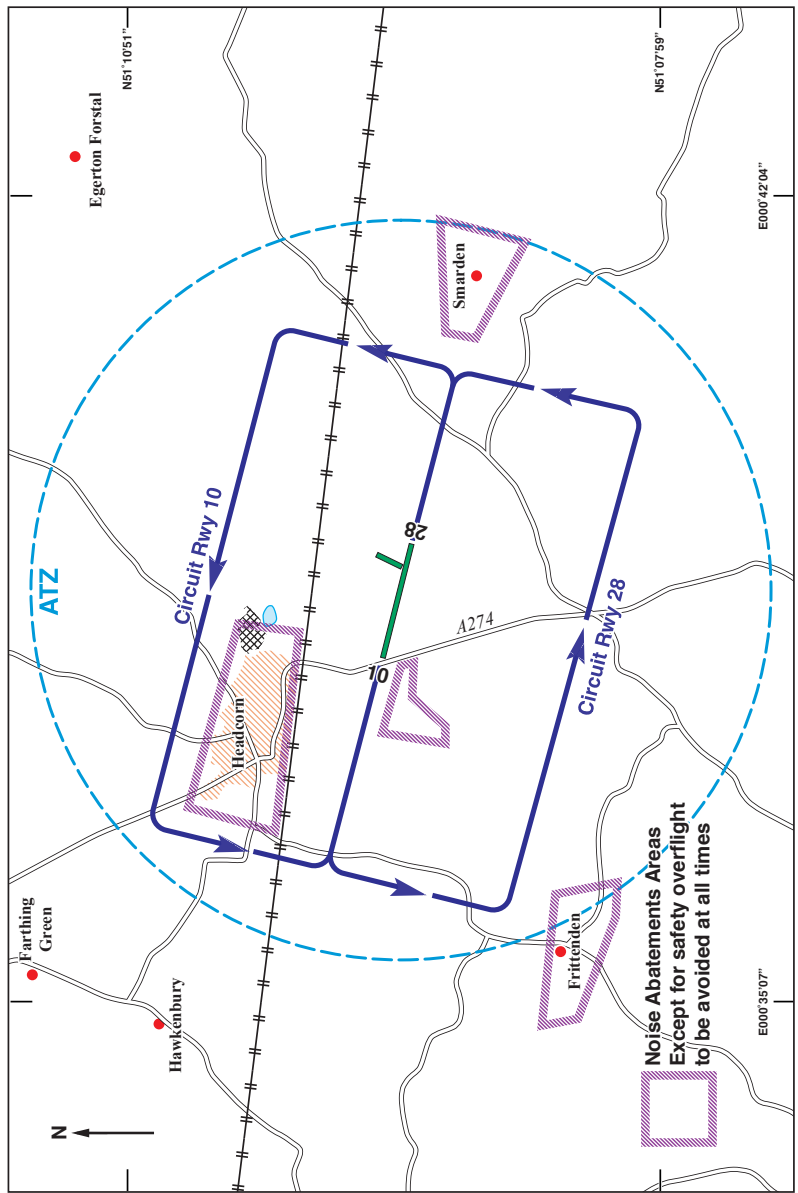 N51˚10'51"
N51˚07'59"
Egerton Forstal
E000˚42'04"
Smarden
ATZ
Circuit Rwy 10
28
A274
10
Circuit Rwy 28
Headcorn
Farthing
Green
Hawkenbury
Frittenden
E000˚35'07"
N
Noise Abatements Areas
Except for safety overflight
to be avoided at all times